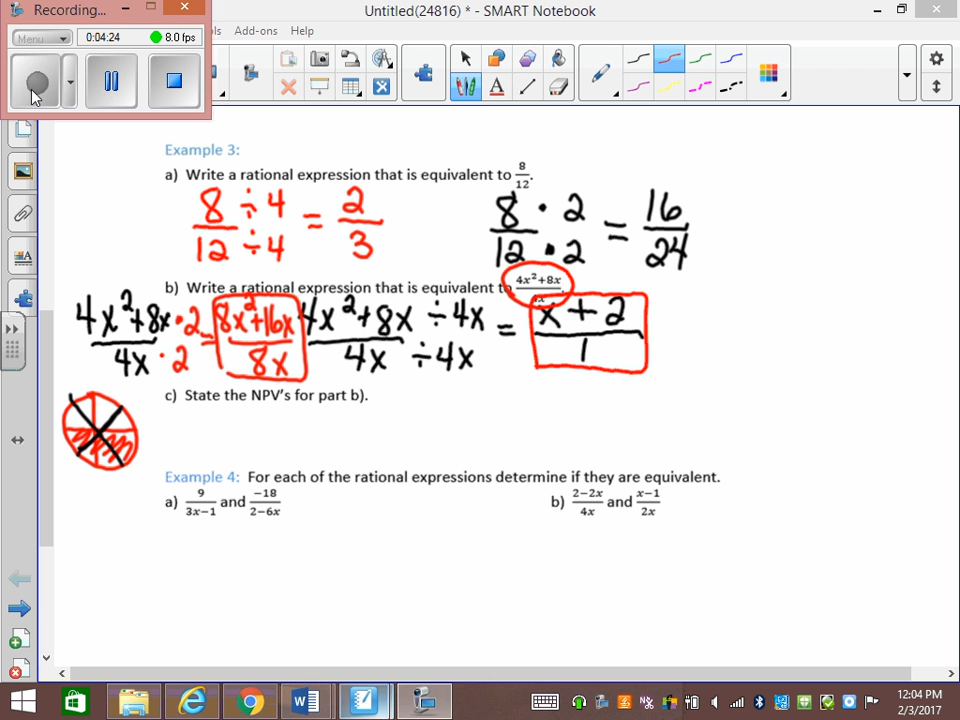 Recording...
Untitled(24816) * - SMART Notebook
Menu
0:04:24
8.0 fps
Add-ons
Help
Example 3:
a) Write a rational expression that is equivalent to 8/12.
8 ÷4 / 12 ÷4 = 2/3
8 • 2 / 12 • 2 = 16/24
b) Write a rational expression that is equivalent to 4x²+8x / 4x
4x²+8x •2 / 4x •2 = 8x²+16x / 8x
4x²+8x ÷4x / 4x ÷4x = x+2 / 1
c) State the NPV's for part b).
Example 4: For each of the rational expressions determine if they are equivalent.
a) 9/3x−1 and −18/2−6x
b) 2−2x/4x and x−1/2x
12:04 PM
2/3/2017